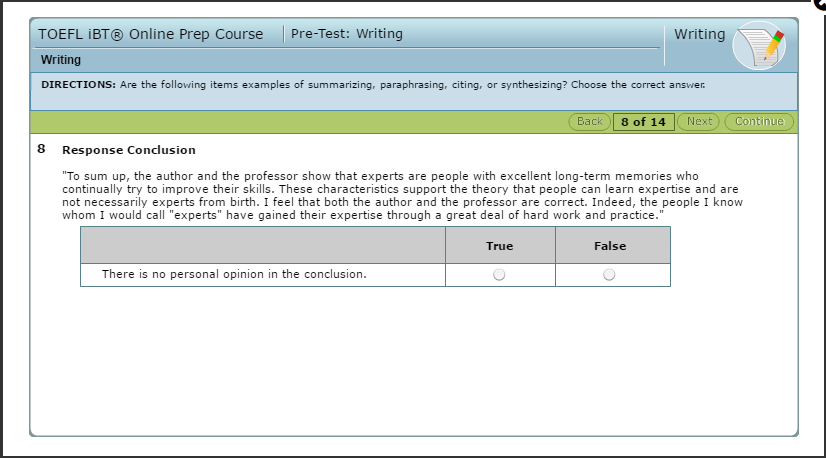 TOEFL iBT® Online Prep Course Pre-Test: Writing Writing
Writing
DIRECTIONS: Are the following items examples of summarizing, paraphrasing, citing, or synthesizing? Choose the correct answer.
Back 8 of 14 Next Continue
8 Response Conclusion
"To sum up, the author and the professor show that experts are people with excellent long-term memories who
continually try to improve their skills. These characteristics support the theory that people can learn expertise and are
not necessarily experts from birth. I feel that both the author and the professor are correct. Indeed, the people I know
whom I would call "experts" have gained their expertise through a great deal of hard work and practice."
True False
There is no personal opinion in the conclusion.